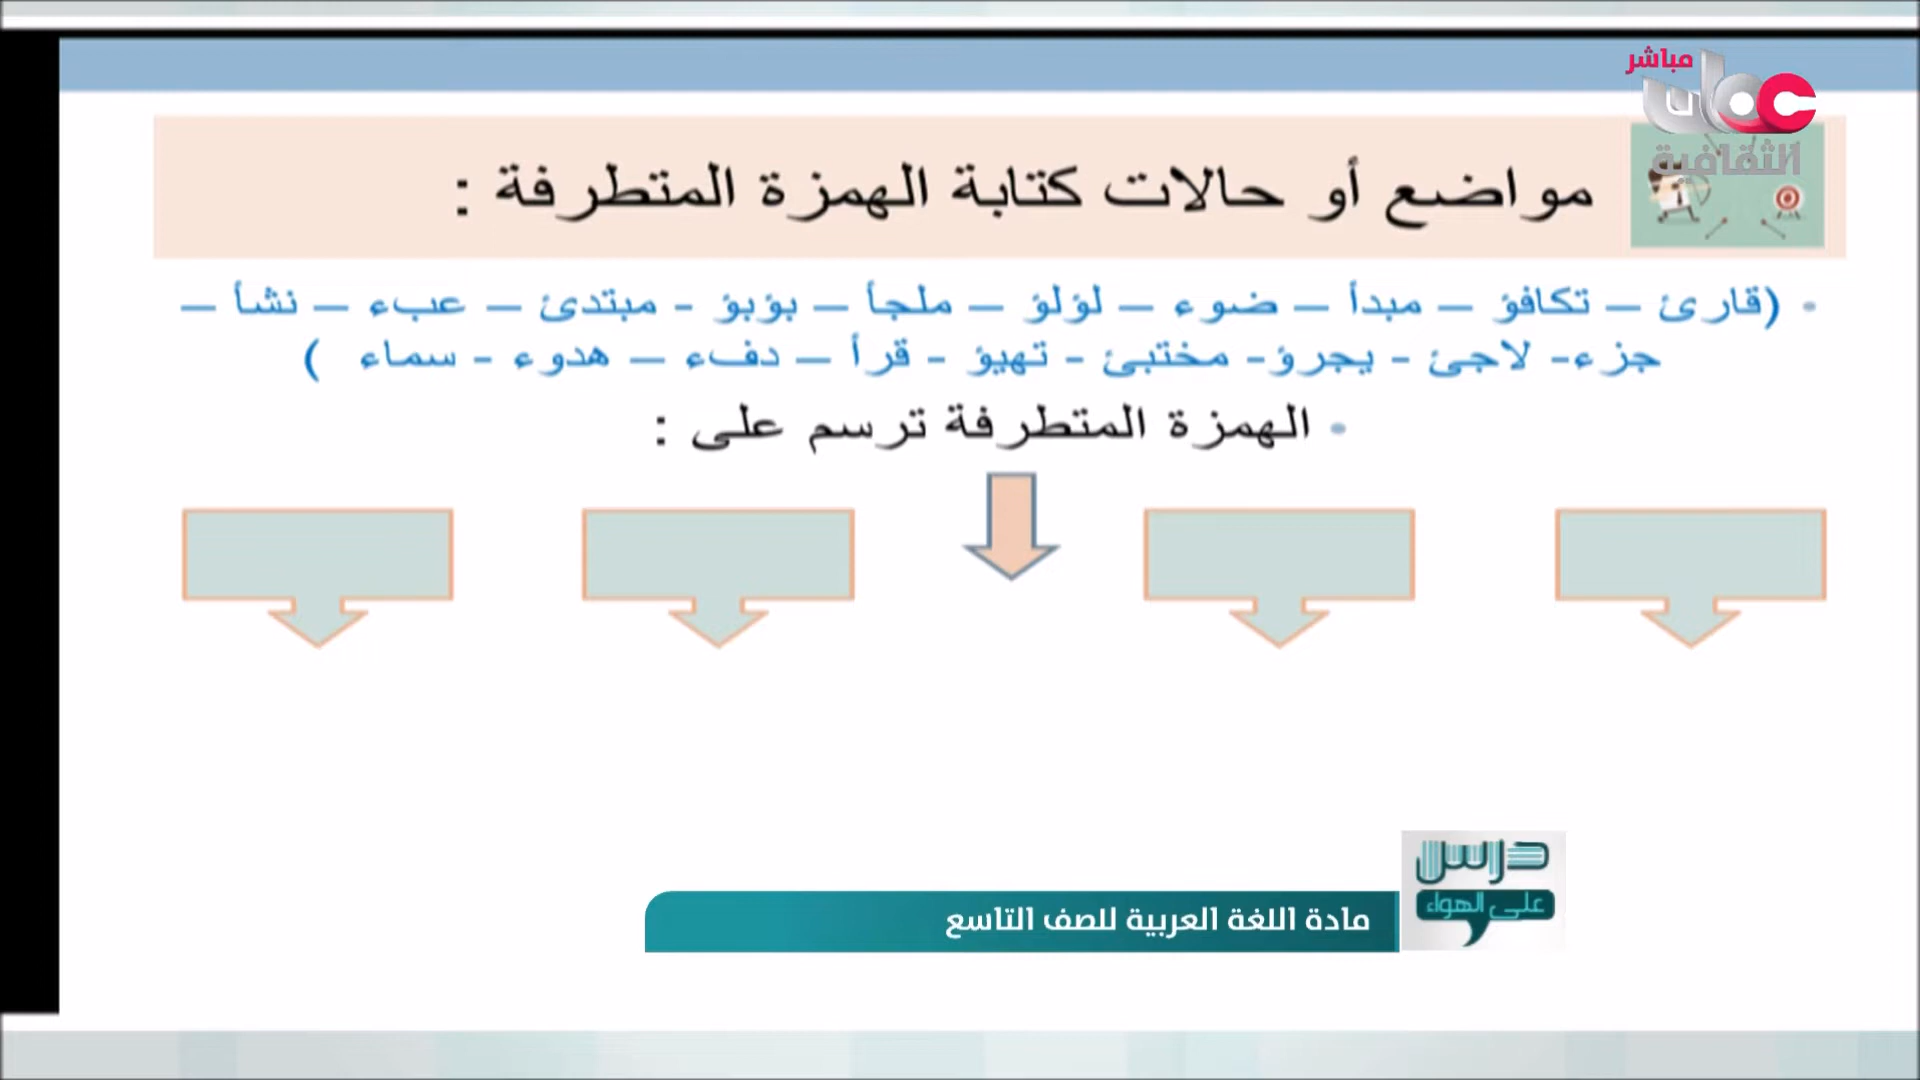 مباشر
عمان
الثقافية
مواضع أو حالات كتابة الهمزة المتطرفة :
• (قارئ – تكافؤ – مبدأ – ضوء – لؤلؤ – ملجأ – بؤبؤ - مبتدئ – عبء – نشأ –
جزء- لاجئ - يجرؤ- مختبئ - تهيؤ - قرأ – دفء – هدوء - سماء )
• الهمزة المتطرفة ترسم على :
درس
على الهواء
مادة اللغة العربية للصف التاسع